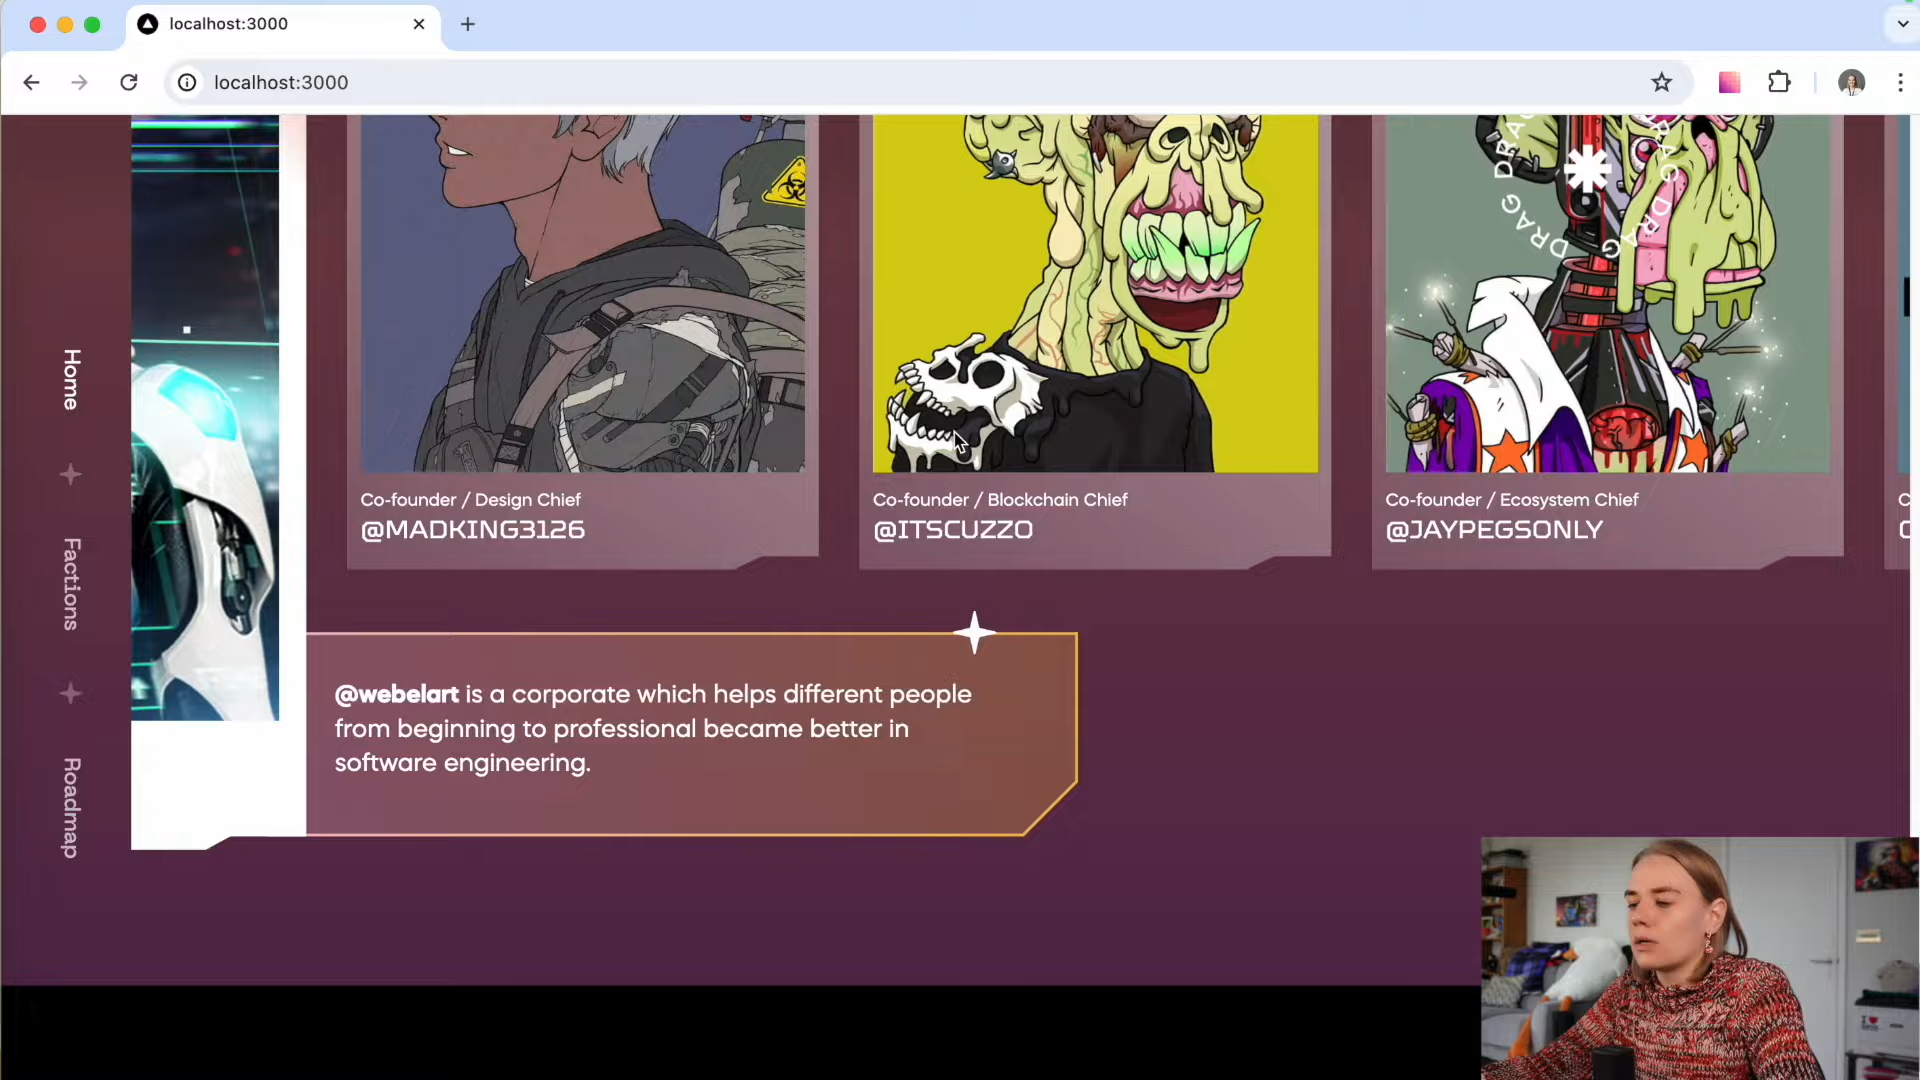 localhost:3000
localhost:3000
Home
Factions
Roadmap
DRAG DRAG DRAG DRAG
Co-founder / Design Chief
@MADKING3126
Co-founder / Blockchain Chief
@ITSCUZZO
Co-founder / Ecosystem Chief
@JAYPEGSONLY
C
@webelart is a corporate which helps different people
from beginning to professional became better in
software engineering.